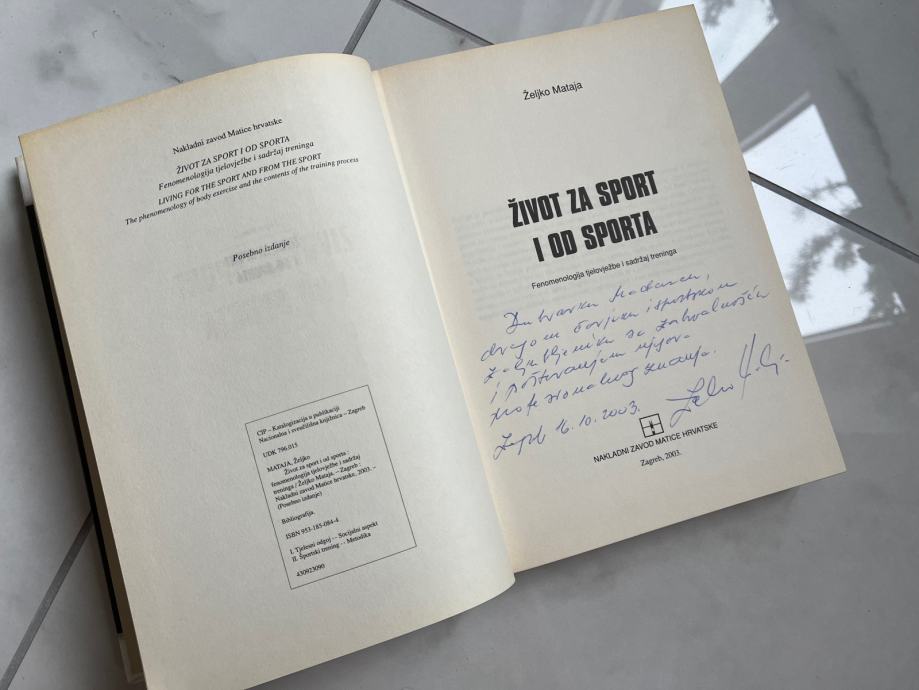 Nakladni zavod Matice hrvatske
ŽIVOT ZA SPORT I OD SPORTA
Fenomenologija tjelovježbe i sadržaj treninga
LIVING FOR THE SPORT AND FROM THE SPORT
The phenomenology of body exercise and the contents of the training process
Posebno izdanje
CIP – Katalogizacija u publikaciji
Nacionalna i sveučilišna knjižnica – Zagreb
UDK 796.015
MATAJA, Željko
Život za sport i od sporta :
fenomenologija tjelovježbe i sadržaj
treninga / Željko Mataja. – Zagreb :
Nakladni zavod Matice hrvatske, 2003. –
(Posebno izdanje)
Bibliografija.
ISBN 953-185-084-4
I. Tjelesni odgoj -- Socijalni aspekt
II. Športski trening -- Metodika
430923090
Željko Mataja
ŽIVOT ZA SPORT
I OD SPORTA
Fenomenologija tjelovježbe i sadržaj treninga
Dubravku
dragom čovjeku i sportskom
zaljubljeniku sa zahvalnošću
i poštovanjem njegova
profesionalnog znanja.
Zagreb 16.10.2003.
NAKLADNI ZAVOD MATICE HRVATSKE
Zagreb, 2003.